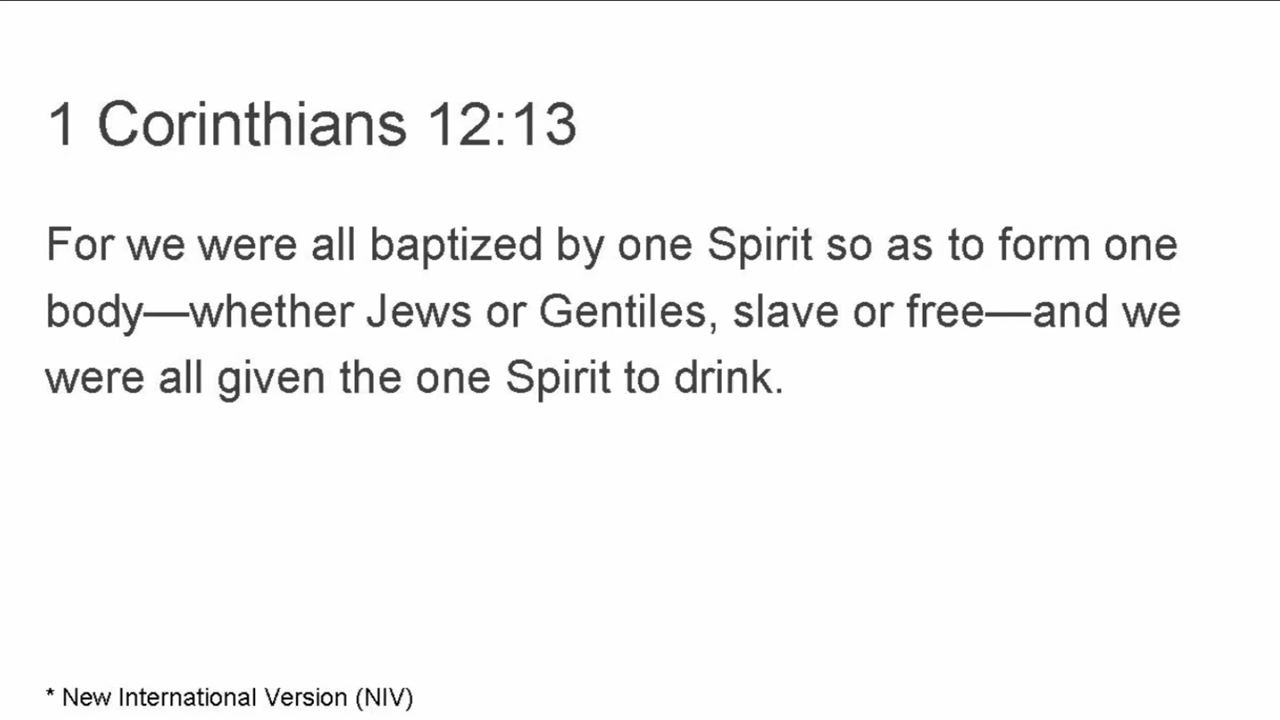 1 Corinthians 12:13
For we were all baptized by one Spirit so as to form one
body—whether Jews or Gentiles, slave or free—and we
were all given the one Spirit to drink.
* New International Version (NIV)